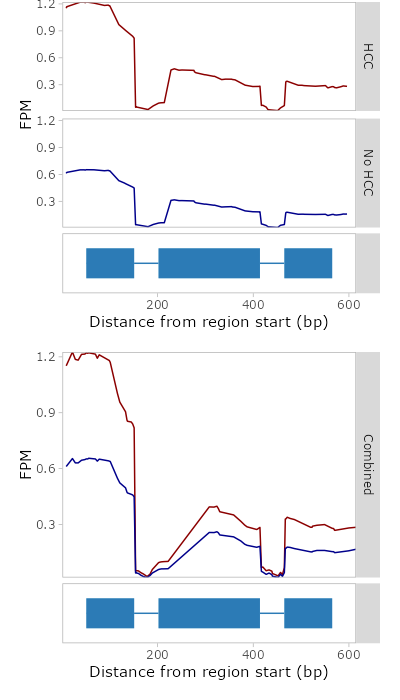 1.2
0.9
0.6
0.3
HCC
FPM
1.2
0.9
0.6
0.3
No HCC
200 400 600
Distance from region start (bp)
1.2
0.9
0.6
0.3
FPM
Combined
200 400 600
Distance from region start (bp)